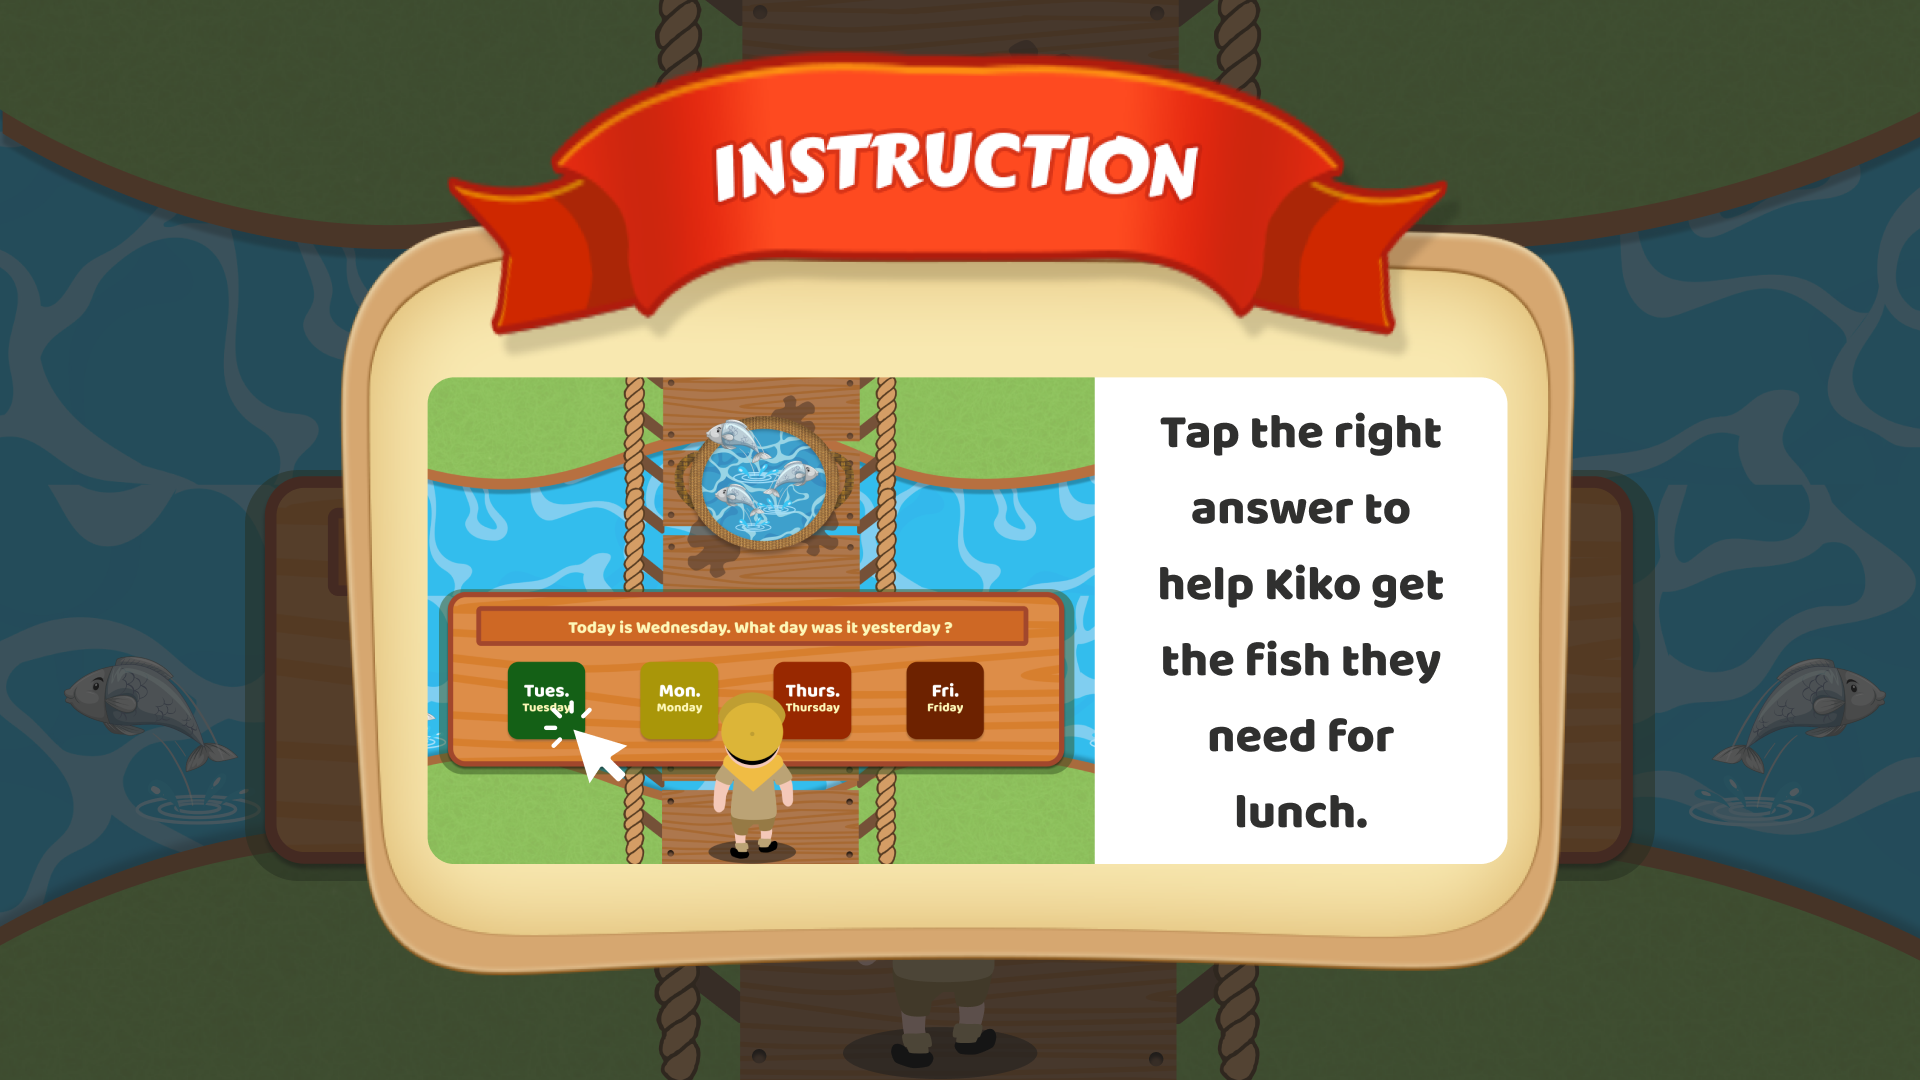 INSTRUCTION
Today is Wednesday. What day was it yesterday ?
Tues.
Tuesday
Mon.
Monday
Thurs.
Thursday
Fri.
Friday
Tap the right
answer to
help Kiko get
the fish they
need for
lunch.